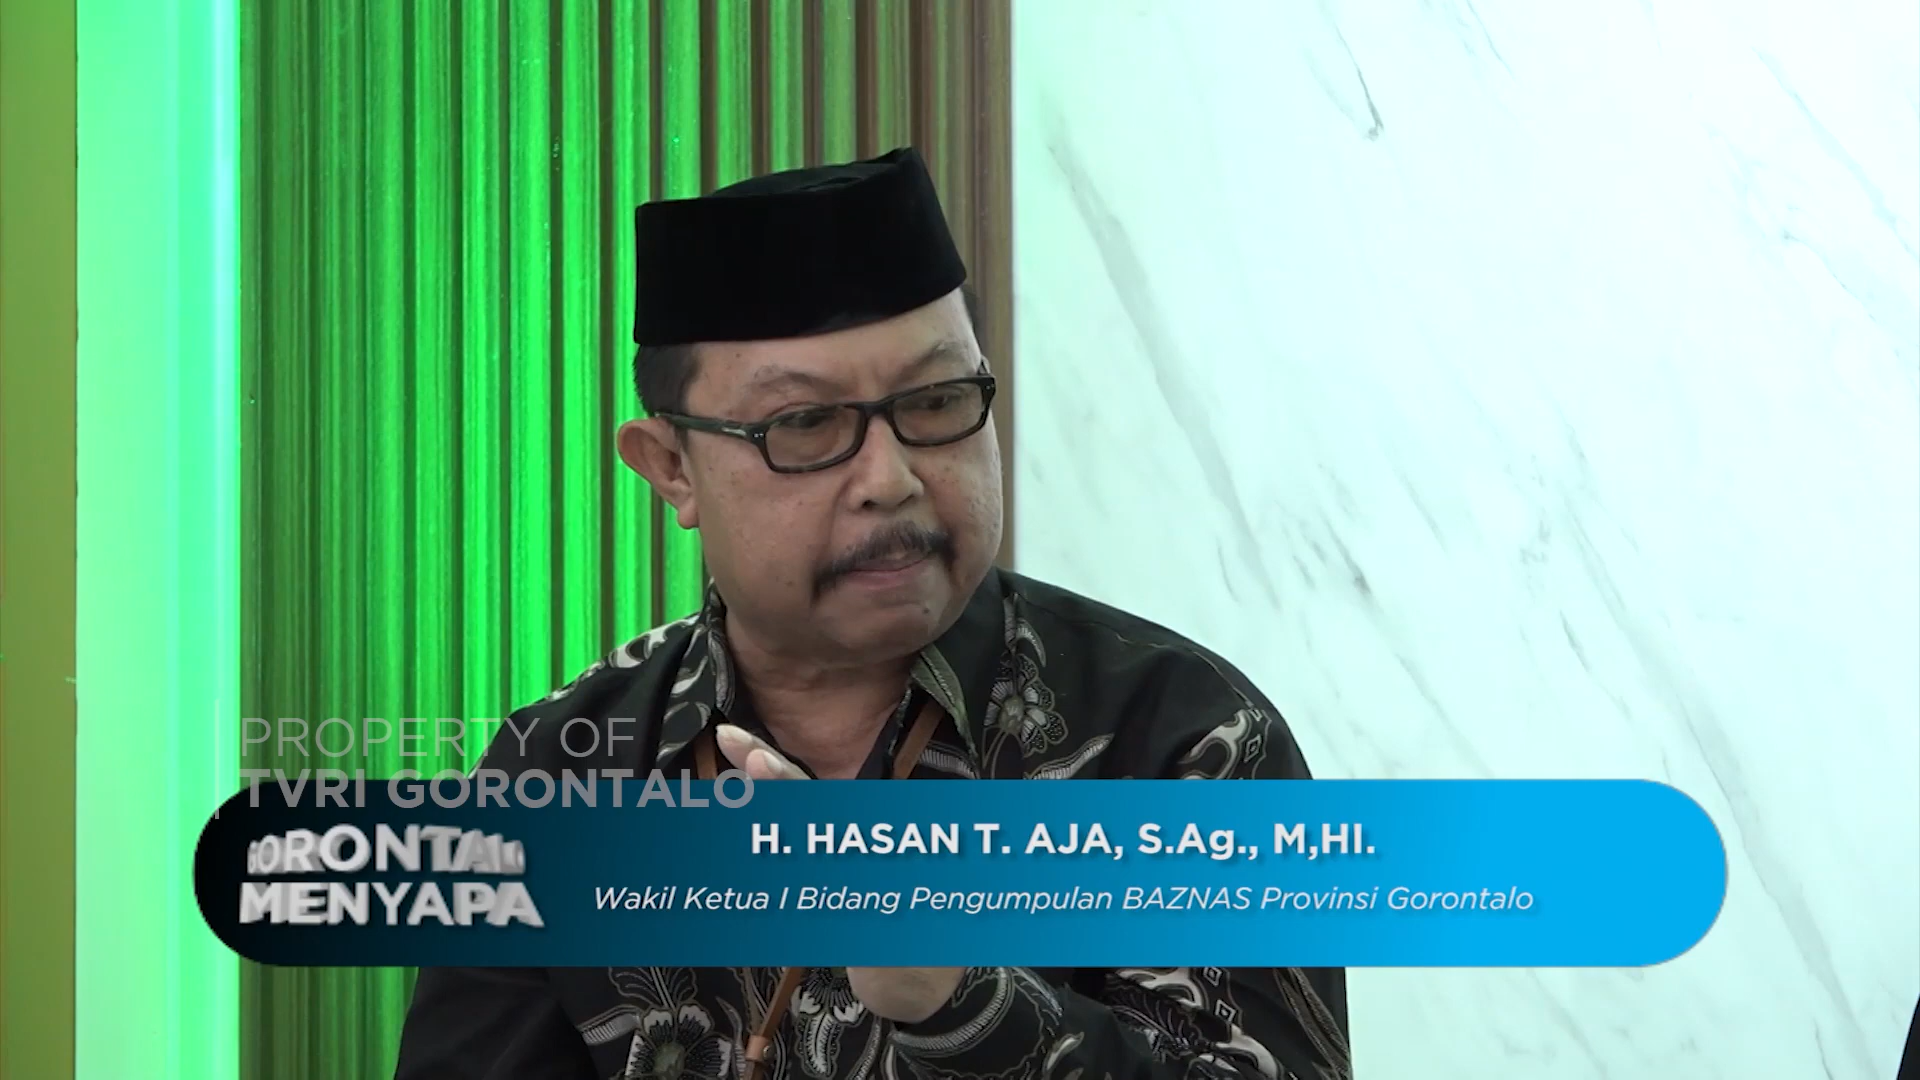 PROPERTY OF
TVRI GORONTALO
GORONTALO
MENYAPA
H. HASAN T. AJA, S.Ag., M,HI.
Wakil Ketua I Bidang Pengumpulan BAZNAS Provinsi Gorontalo